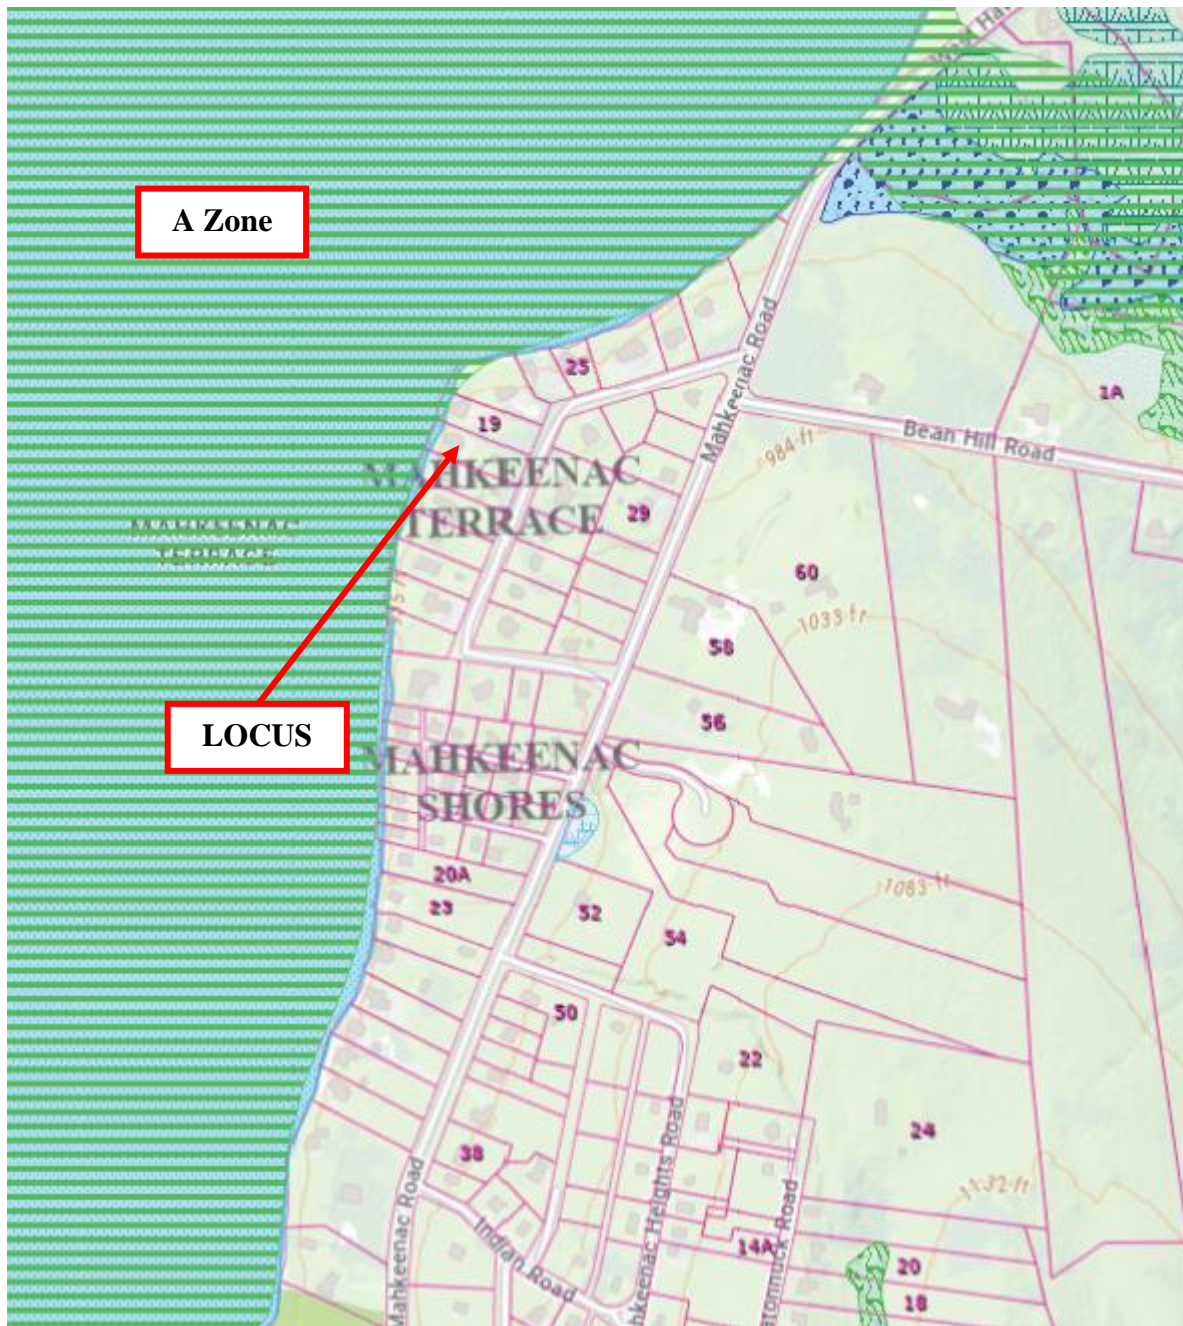 A Zone
25
19
1A
Mahkeenac Road
Bean Hill Road
984 ft
MAHKEENAC
TERRACE
29
MAHKEENAC
TERRACE
60
1033 ft
58
LOCUS
56
MAHKEENAC
SHORES
20A
23
52
54
1083 ft
50
22
24
38
1132 ft
Mahkeenac Road
Indian Road
Mahkeenac Heights Road
14A
20
18